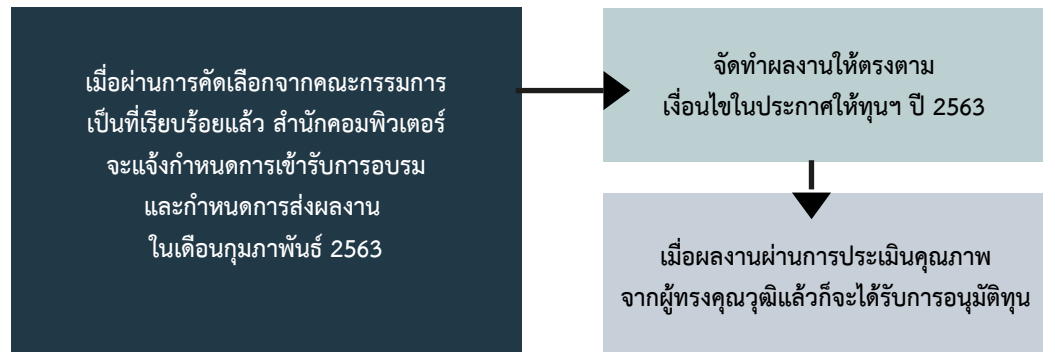 เมื่อผ่านการคัดเลือกจากคณะกรรมการ
เป็นที่เรียบร้อยแล้ว สำนักคอมพิวเตอร์
จะแจ้งกำหนดการเข้ารับการอบรม
และกำหนดการส่งผลงาน
ในเดือนกุมภาพันธ์ 2563
จัดทำผลงานให้ตรงตาม
เงื่อนไขในประกาศให้ทุนฯ ปี 2563
เมื่อผลงานผ่านการประเมินคุณภาพ
จากผู้ทรงคุณวุฒิแล้วก็จะได้รับการอนุมัติทุน